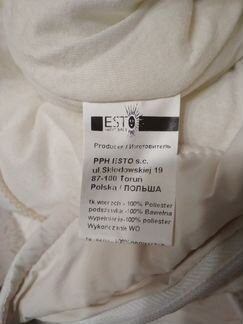 ESTO
Producer / Изготовитель
PPH ESTO s.c.
ul.Skłodowskiej 19
87-100 Toruń
Polska / ПОЛЬША
tk wierzch - 100% Poliester
podszewka -100% Bawełna
wypełnienie-100% poliester
Wykończenie WO